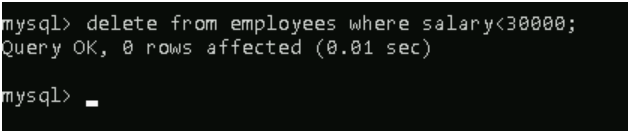 mysql> delete from employees where salary<30000;
Query OK, 0 rows affected (0.01 sec)
mysql> _